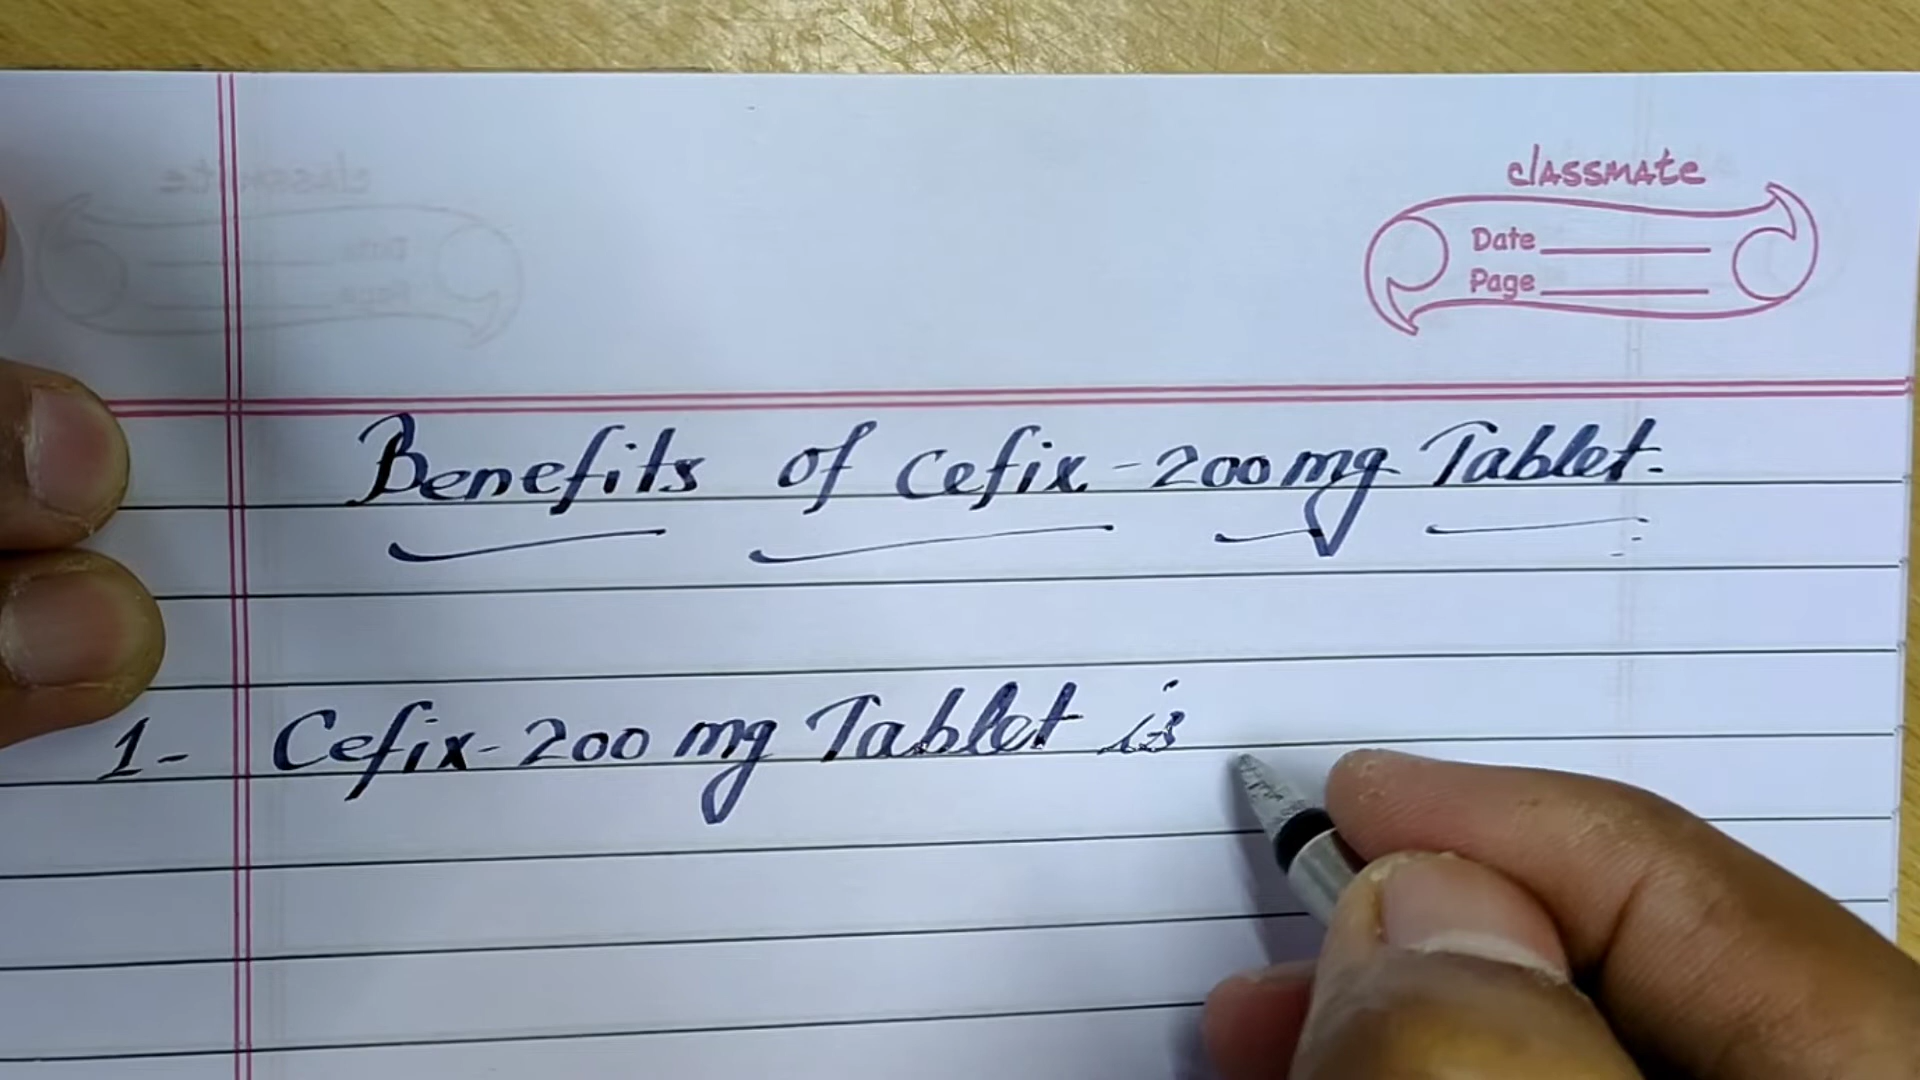 classmate
Date
Page
Benefits of Cefix-200mg Tablet.
1- Cefix-200 mg Tablet is